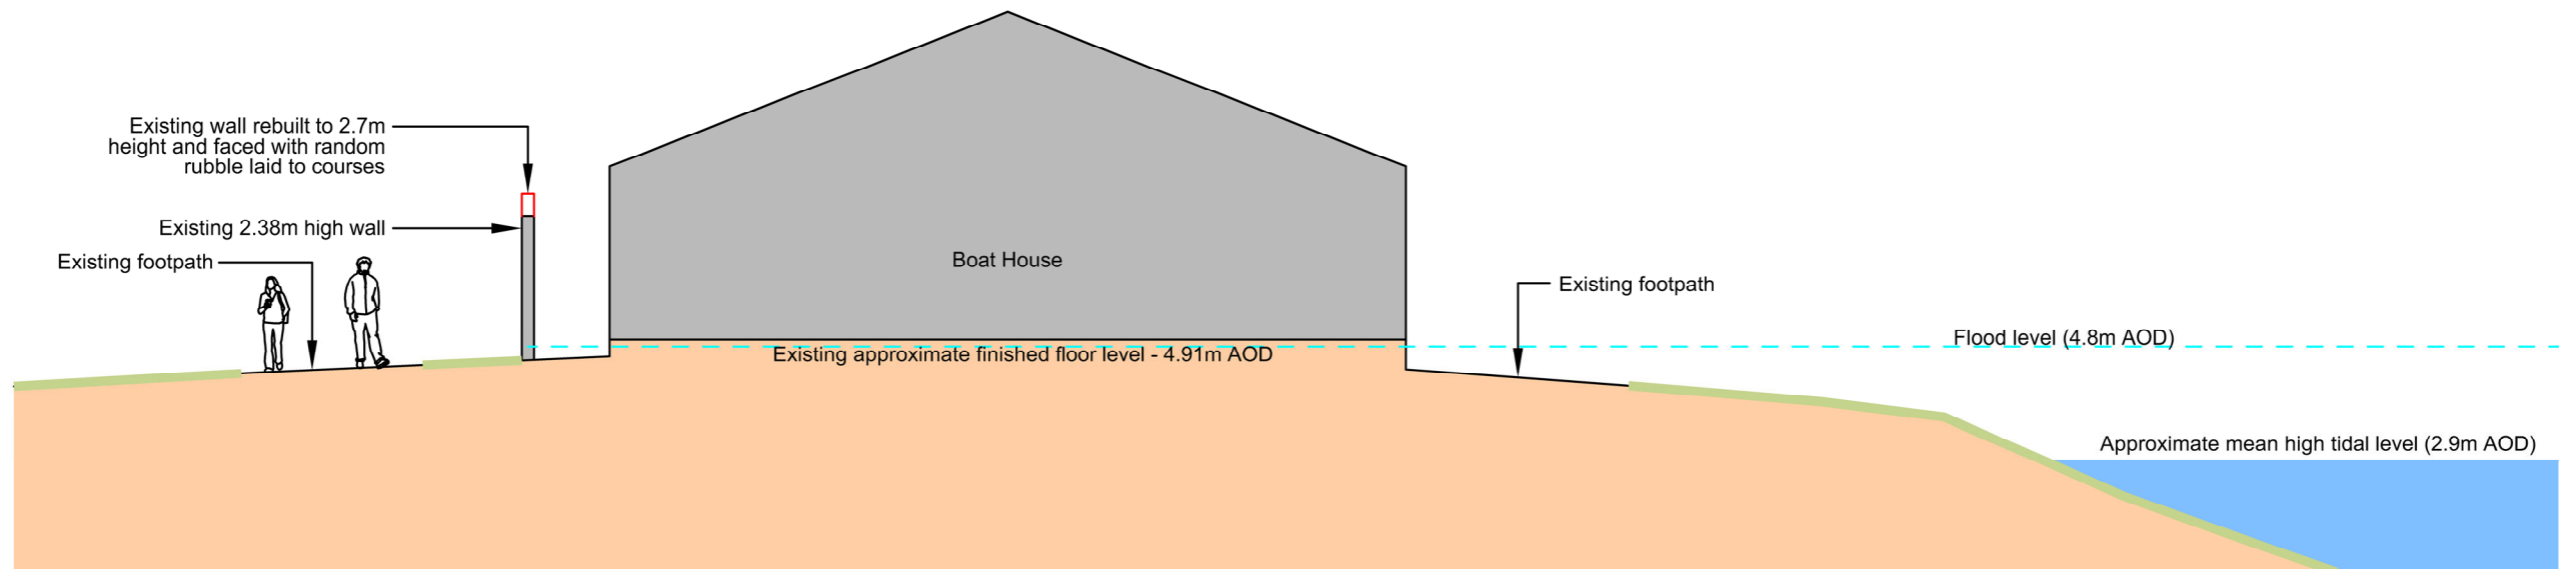 Existing wall rebuilt to 2.7m
height and faced with random
rubble laid to courses
Existing 2.38m high wall
Existing footpath
Boat House
Existing approximate finished floor level - 4.91m AOD
Existing footpath
Flood level (4.8m AOD)
Approximate mean high tidal level (2.9m AOD)